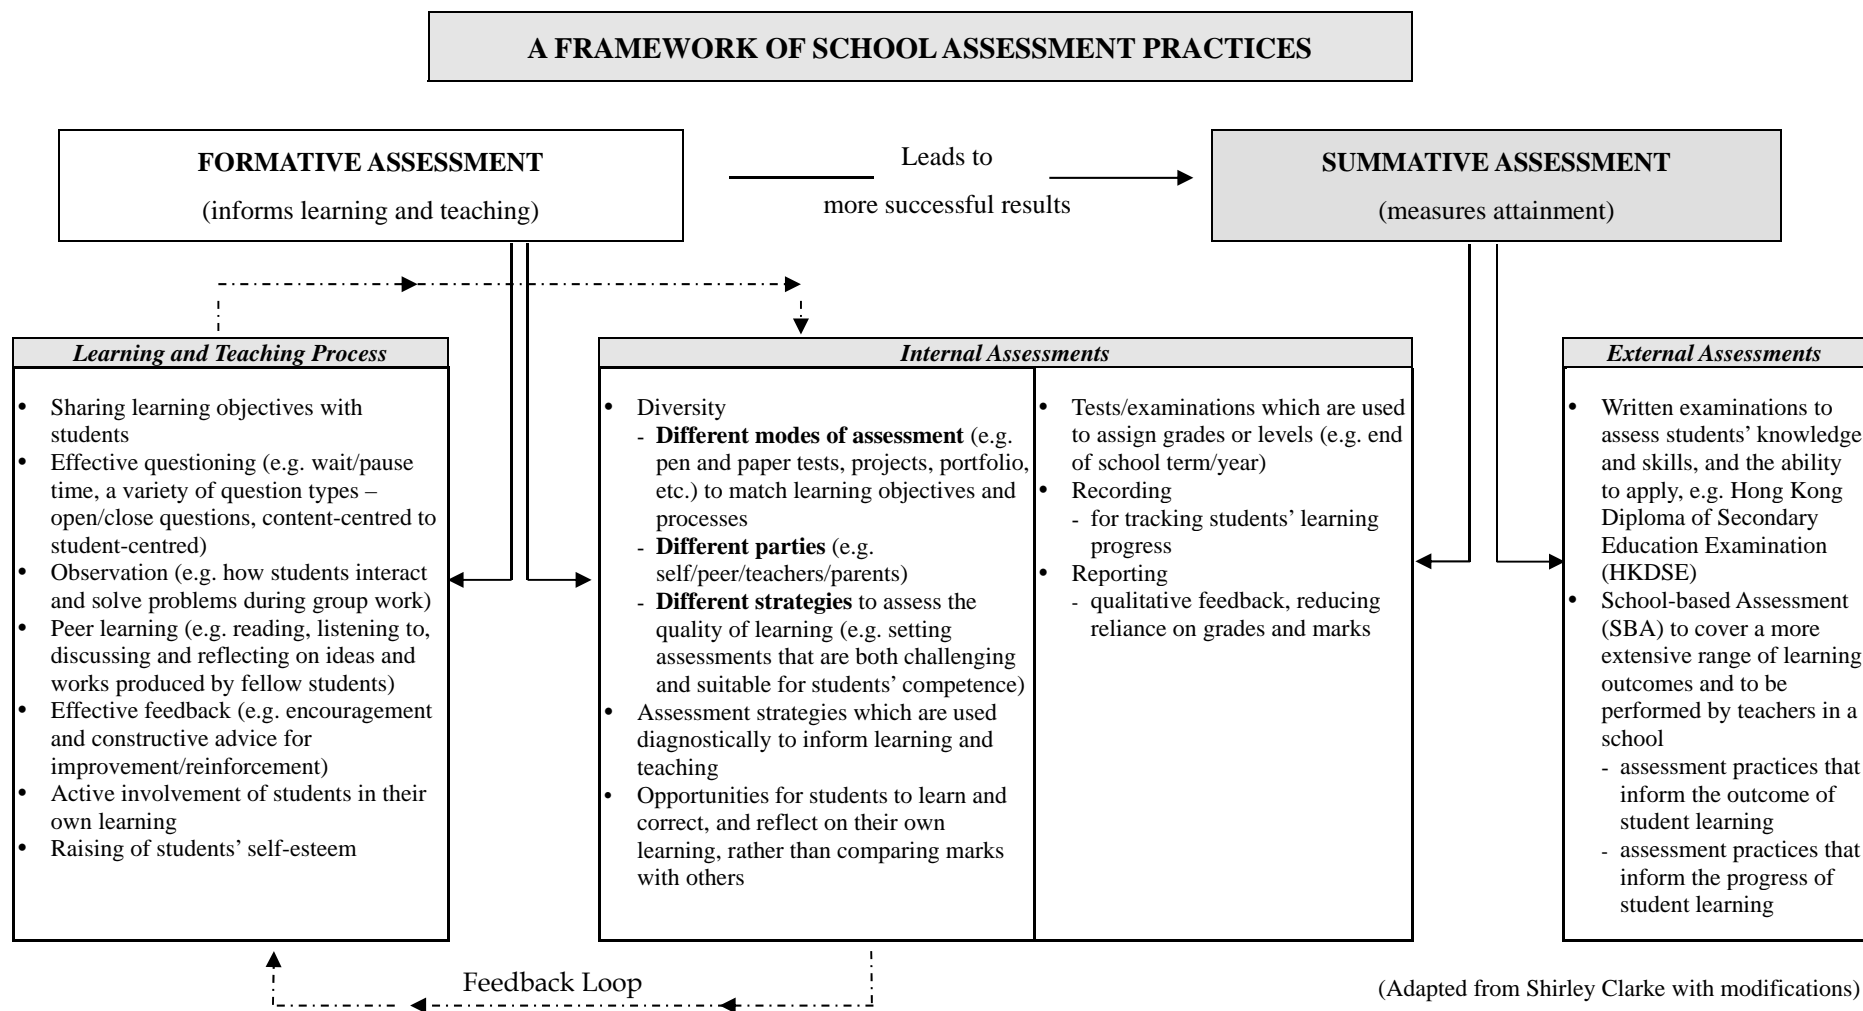 A FRAMEWORK OF SCHOOL ASSESSMENT PRACTICES
FORMATIVE ASSESSMENT
(informs learning and teaching)
Leads to
more successful results
SUMMATIVE ASSESSMENT
(measures attainment)
Learning and Teaching Process
• Sharing learning objectives with
students
• Effective questioning (e.g. wait/pause
time, a variety of question types –
open/close questions, content-centred to
student-centred)
• Observation (e.g. how students interact
and solve problems during group work)
• Peer learning (e.g. reading, listening to,
discussing and reflecting on ideas and
works produced by fellow students)
• Effective feedback (e.g. encouragement
and constructive advice for
improvement/reinforcement)
• Active involvement of students in their
own learning
• Raising of students’ self-esteem
Internal Assessments
• Diversity
- Different modes of assessment (e.g.
pen and paper tests, projects, portfolio,
etc.) to match learning objectives and
processes
- Different parties (e.g.
self/peer/teachers/parents)
- Different strategies to assess the
quality of learning (e.g. setting
assessments that are both challenging
and suitable for students’ competence)
• Assessment strategies which are used
diagnostically to inform learning and
teaching
• Opportunities for students to learn and
correct, and reflect on their own
learning, rather than comparing marks
with others
• Tests/examinations which are used
to assign grades or levels (e.g. end
of school term/year)
• Recording
- for tracking students’ learning
progress
• Reporting
- qualitative feedback, reducing
reliance on grades and marks
External Assessments
• Written examinations to
assess students’ knowledge
and skills, and the ability
to apply, e.g. Hong Kong
Diploma of Secondary
Education Examination
(HKDSE)
• School-based Assessment
(SBA) to cover a more
extensive range of learning
outcomes and to be
performed by teachers in a
school
- assessment practices that
inform the outcome of
student learning
- assessment practices that
inform the progress of
student learning
Feedback Loop
(Adapted from Shirley Clarke with modifications)